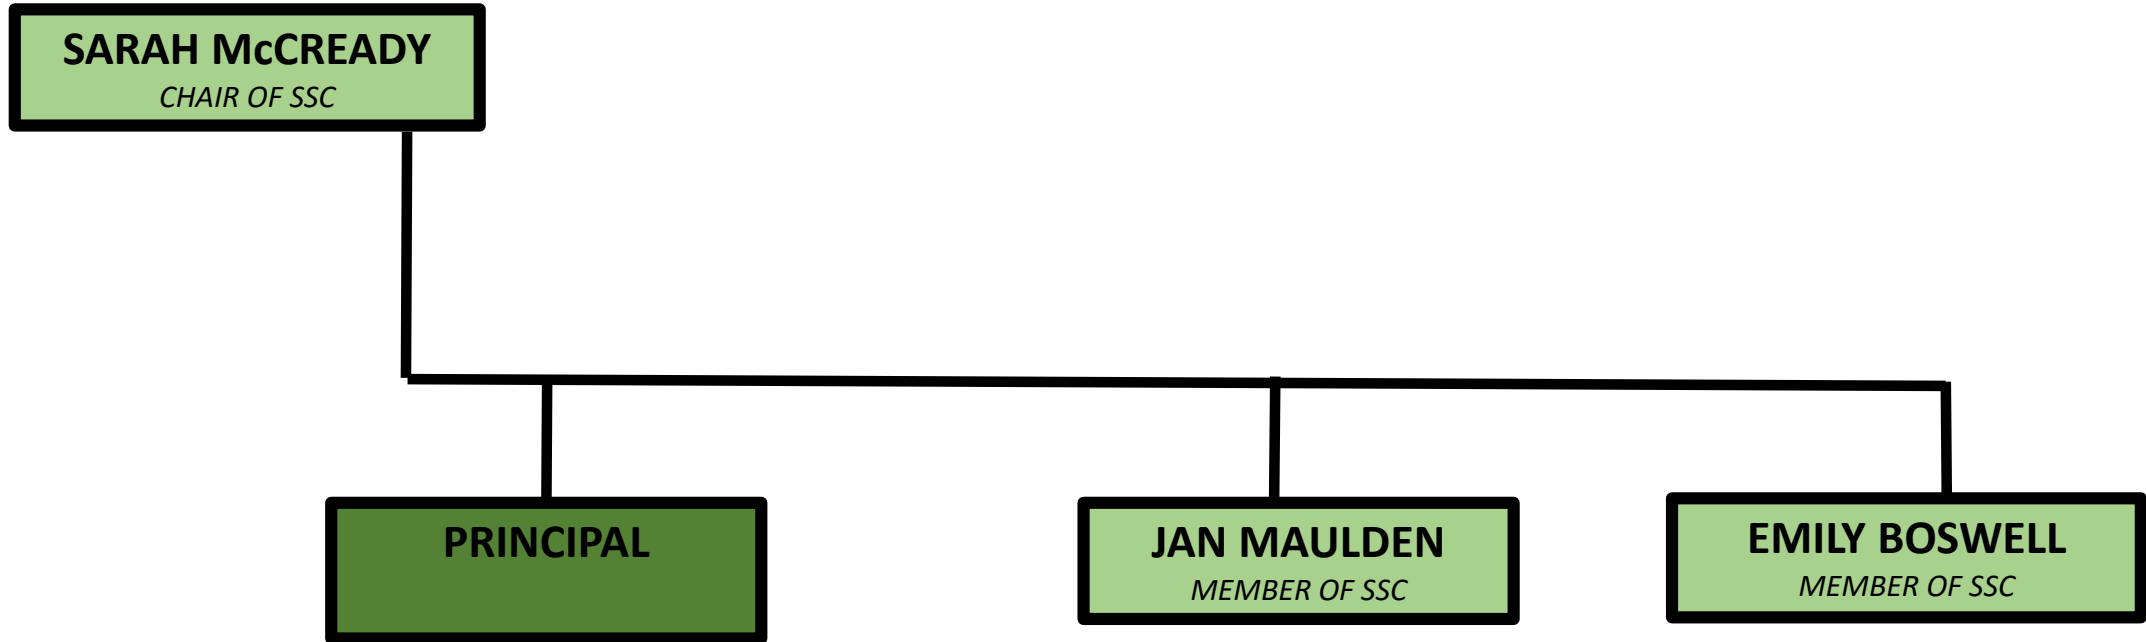 SARAH McCREADY
CHAIR OF SSC
PRINCIPAL
JAN MAULDEN
MEMBER OF SSC
EMILY BOSWELL
MEMBER OF SSC